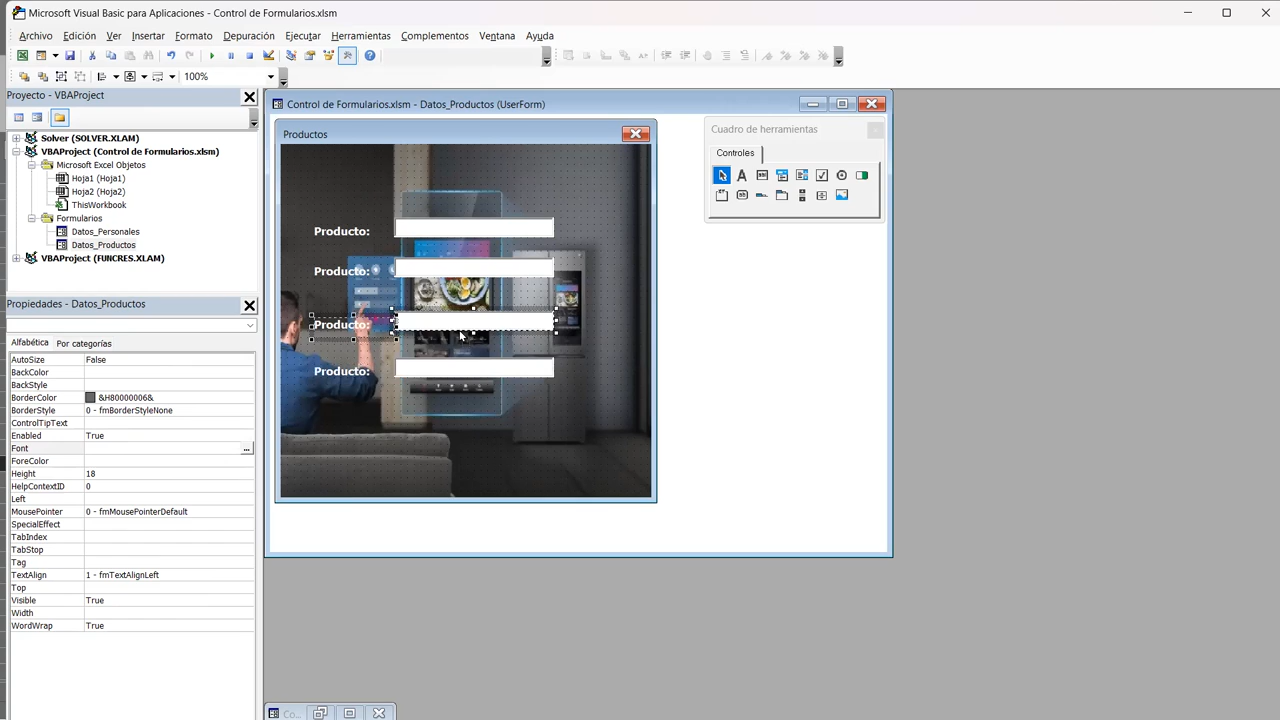 Microsoft Visual Basic para Aplicaciones - Control de Formularios.xlsm
Archivo Edición Ver Insertar Formato Depuración Ejecutar Herramientas Complementos Ventana Ayuda
100%
Proyecto - VBAProject
Solver (SOLVER.XLAM)
VBAProject (Control de Formularios.xlsm)
Microsoft Excel Objetos
Hoja1 (Hoja1)
Hoja2 (Hoja2)
ThisWorkbook
Formularios
Datos_Personales
Datos_Productos
VBAProject (FUNCRES.XLAM)
Propiedades - Datos_Productos
Alfabética Por categorías
AutoSize False
BackColor
BackStyle
BorderColor &H80000006&
BorderStyle 0 - fmBorderStyleNone
ControlTipText
Enabled True
Font ...
ForeColor
Height 18
HelpContextID 0
Left
MousePointer 0 - fmMousePointerDefault
SpecialEffect
TabIndex
TabStop
Tag
TextAlign 1 - fmTextAlignLeft
Top
Visible True
Width
WordWrap True
Control de Formularios.xlsm - Datos_Productos (UserForm)
Productos
Producto:
Producto:
Producto:
Producto:
Cuadro de herramientas
Controles
Co...